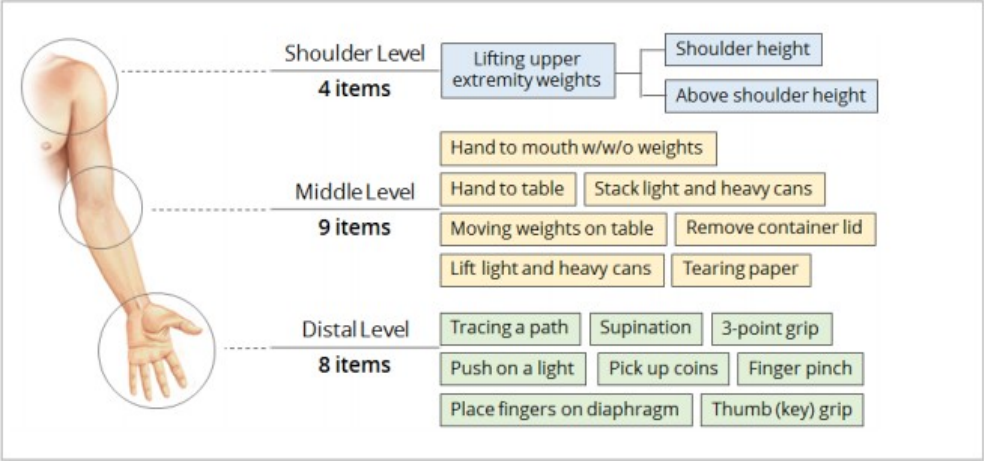 Shoulder Level
4 items
Lifting upper
extremity weights
Shoulder height
Above shoulder height
Middle Level
9 items
Hand to mouth w/w/o weights
Hand to table
Stack light and heavy cans
Moving weights on table
Remove container lid
Lift light and heavy cans
Tearing paper
Distal Level
8 items
Tracing a path
Supination
3-point grip
Push on a light
Pick up coins
Finger pinch
Place fingers on diaphragm
Thumb (key) grip